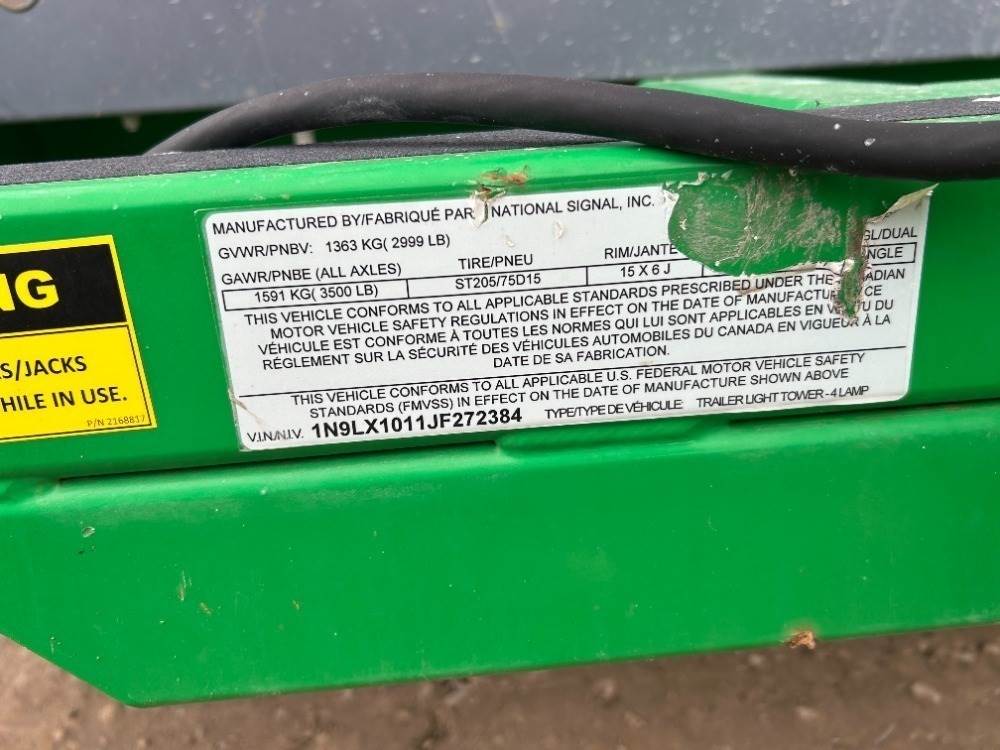 NG
S/JACKS
HILE IN USE.
P/N 2168817
MANUFACTURED BY/FABRIQUÉ PAR NATIONAL SIGNAL, INC.
GVWR/PNBV: 1363 KG( 2999 LB)
GAWR/PNBE (ALL AXLES) TIRE/PNEU RIM/JANTE GL/DUAL
1591 KG( 3500 LB) ST205/75D15 15 X 6 J NGLE
THIS VEHICLE CONFORMS TO ALL APPLICABLE STANDARDS PRESCRIBED UNDER THE ADIAN
MOTOR VEHICLE SAFETY REGULATIONS IN EFFECT ON THE DATE OF MANUFACTU CE
VÉHICULE EST CONFORME À TOUTES LES NORMES QUI LUI SONT APPLICABLES EN V TU DU
RÉGLEMENT SUR LA SÉCURITÉ DES VÉHICULES AUTOMOBILES DU CANADA EN VIGUEUR À LA
DATE DE SA FABRICATION.
THIS VEHICLE CONFORMS TO ALL APPLICABLE U.S. FEDERAL MOTOR VEHICLE SAFETY
STANDARDS (FMVSS) IN EFFECT ON THE DATE OF MANUFACTURE SHOWN ABOVE
V.I.N/N.I.V. 1N9LX1011JF272384 TYPE/TYPE DE VÉHICULE: TRAILER LIGHT TOWER - 4 LAMP